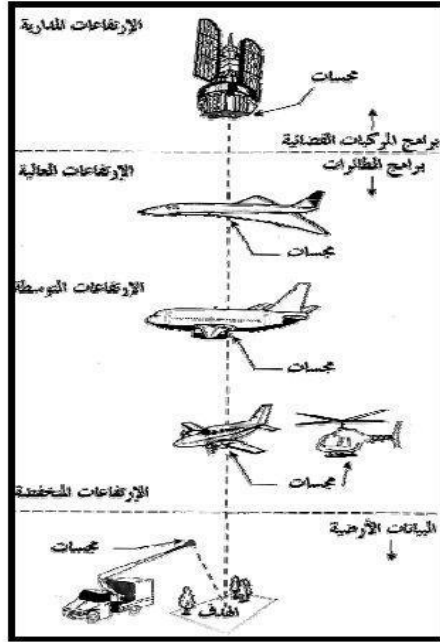 الإرتفاعات المدارية
مجسات
برامج المركبات الفضائية
برامج الطائرات
الإرتفاعات العالية
مجسات
الإرتفاعات المتوسطة
مجسات
مجسات
الإرتفاعات المنخفضة
البيانات الأرضية
مجسات
الهدف